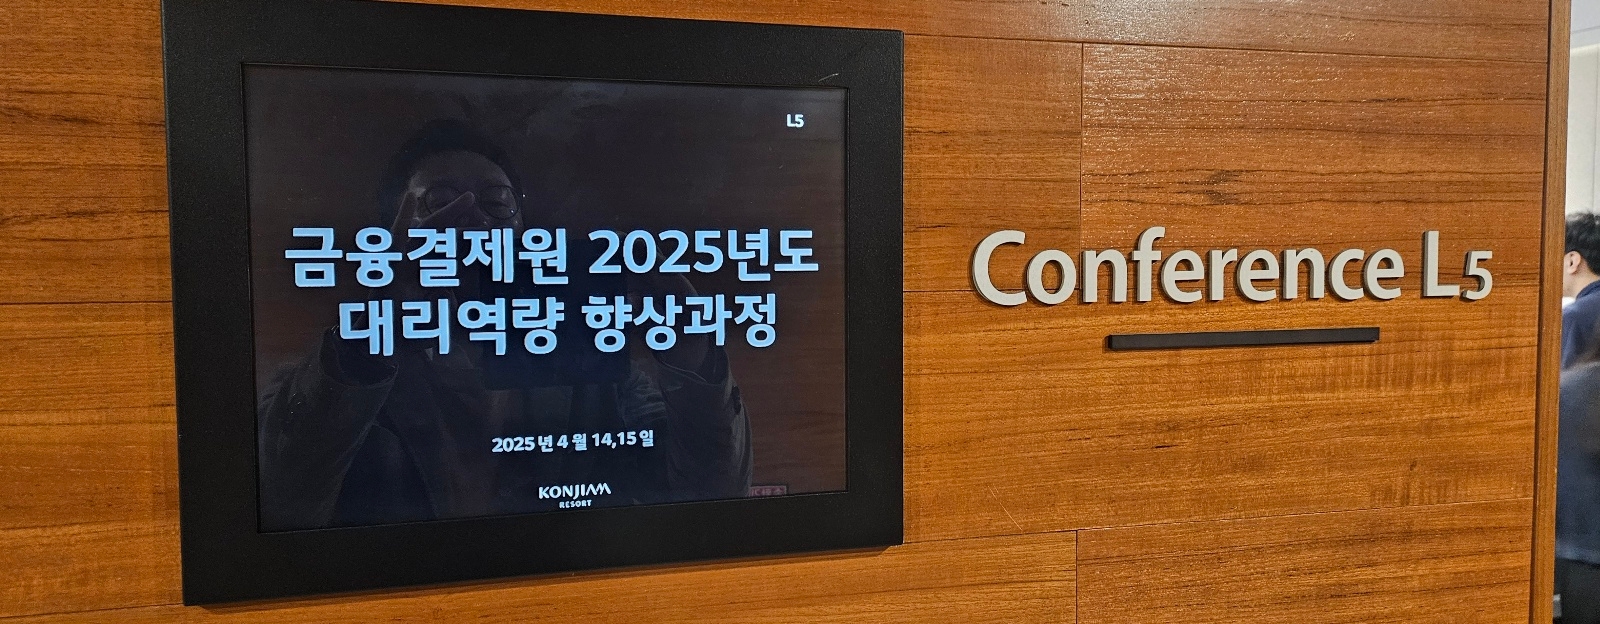 L5
금융결제원 2025년도
대리역량 향상과정
2025년 4월 14,15일
KONJIAM
RESORT
Conference L5